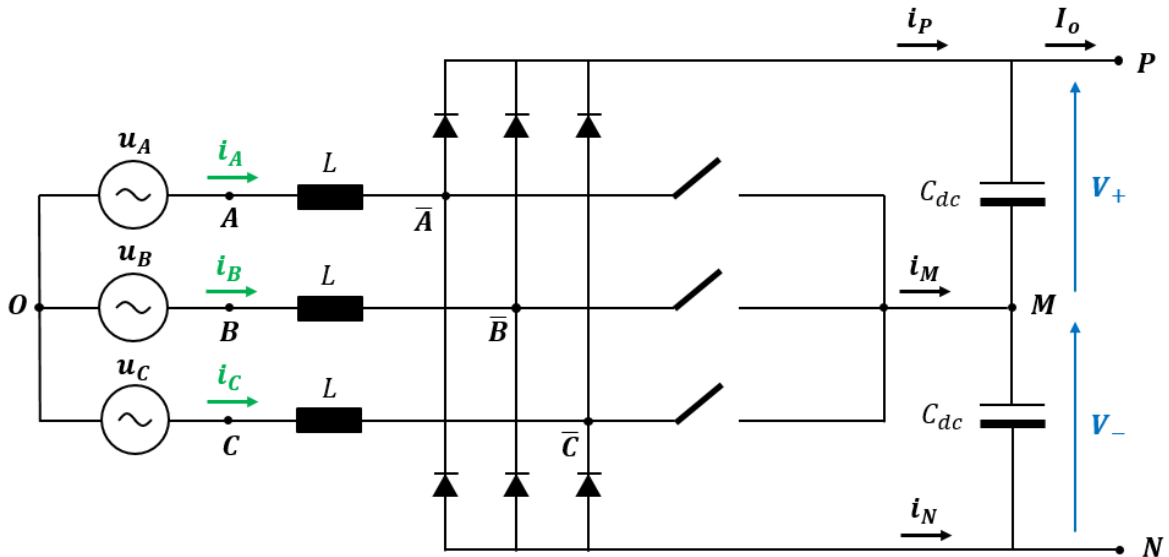 i_P
I_o
P
u_A
i_A
L
V_+
C_dc
A
A̅
u_B
i_B
L
i_M
O
M
B
B̅
u_C
i_C
L
C_dc
V_-
C
C̅
i_N
N